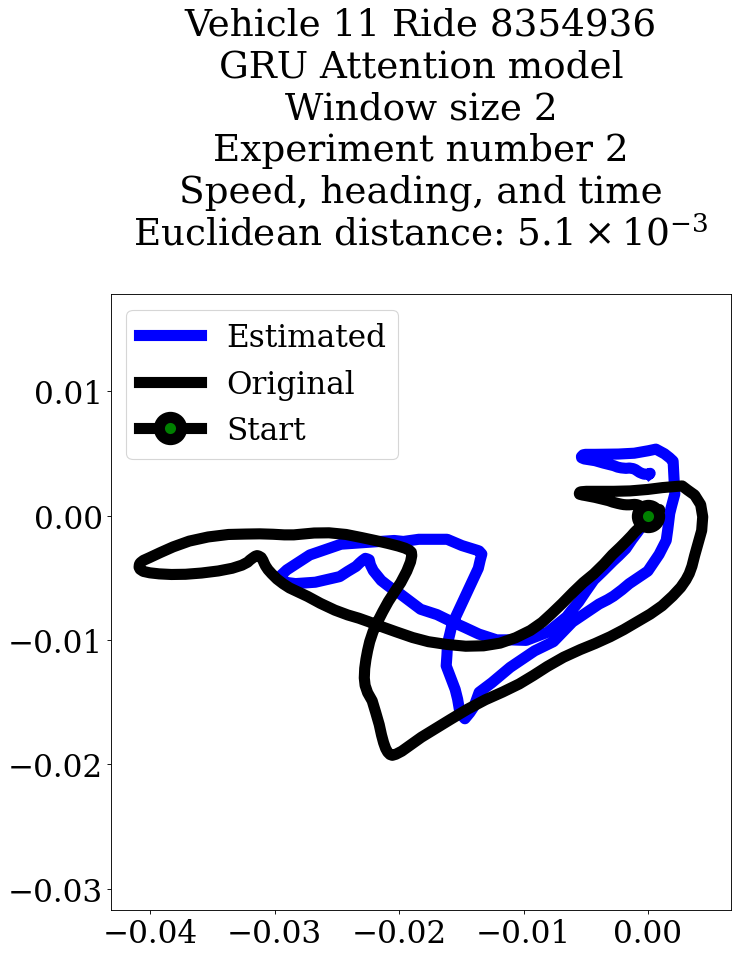 Vehicle 11 Ride 8354936
GRU Attention model
Window size 2
Experiment number 2
Speed, heading, and time
Euclidean distance: 5.1 × 10⁻³
Estimated
Original
Start
0.01
0.00
−0.01
−0.02
−0.03
−0.04 −0.03 −0.02 −0.01 0.00